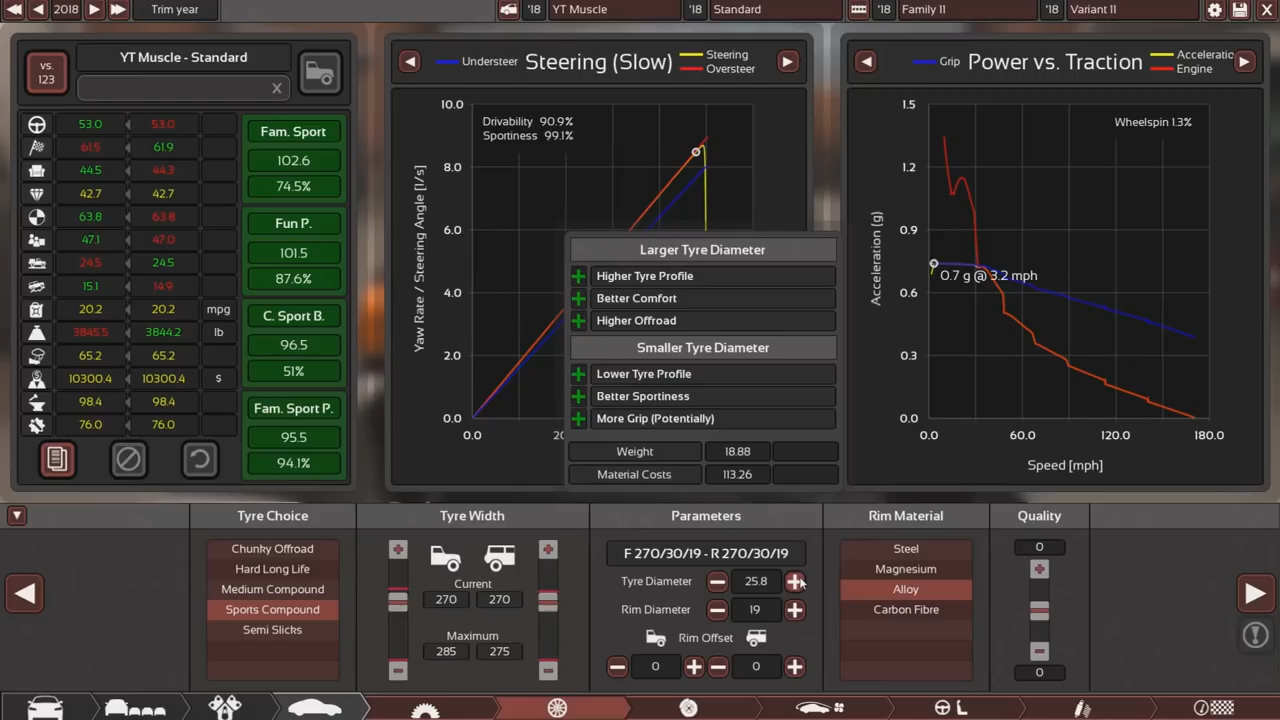 2018
Trim year
'18
YT Muscle
'18
Standard
'18
Family 11
'18
Variant 11
vs.
123
YT Muscle - Standard
X
53.0 53.0
61.5 61.9
44.5 44.3
42.7 42.7
63.8 63.8
47.1 47.0
24.5 24.5
15.1 14.9
20.2 20.2 mpg
3845.5 3844.2 lb
65.2 65.2
10300.4 10300.4 $
98.4 98.4
76.0 76.0
Fam. Sport
102.6
74.5%
Fun P.
101.5
87.6%
C. Sport B.
96.5
51%
Fam. Sport P.
95.5
94.1%
Understeer
Steering (Slow)
Steering
Oversteer
Drivability 90.9%
Sportiness 99.1%
Yaw Rate / Steering Angle [1/s]
10.0
8.0
6.0
4.0
2.0
0.0
0.0
Larger Tyre Diameter
Higher Tyre Profile
Better Comfort
Higher Offroad
Smaller Tyre Diameter
Lower Tyre Profile
Better Sportiness
More Grip (Potentially)
Weight 18.88
Material Costs 113.26
Grip
Power vs. Traction
Engine
Wheelspin 1.3%
Acceleration [g]
1.5
1.2
0.9
0.6
0.3
0.0
0.7 g @ 3.2 mph
0.0 60.0 120.0 180.0
Speed [mph]
Tyre Choice
Chunky Offroad
Hard Long Life
Medium Compound
Sports Compound
Semi Slicks
Tyre Width
Current
270 270
Maximum
285 275
Parameters
F 270/30/19 - R 270/30/19
Tyre Diameter 25.8
Rim Diameter 19
Rim Offset
0 0
Rim Material
Steel
Magnesium
Alloy
Carbon Fibre
Quality
0
0